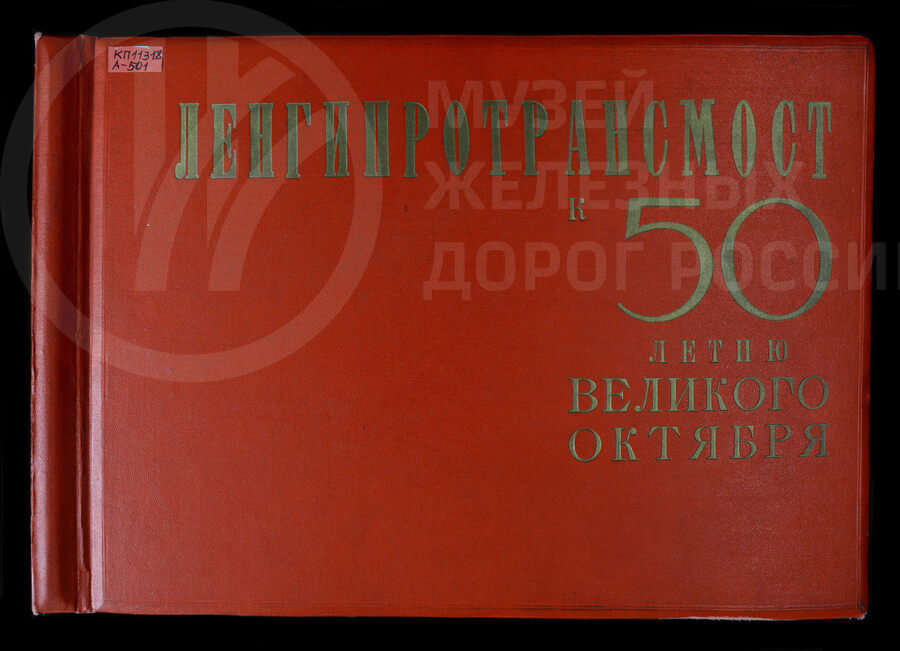 КП11318
А-501
ЛЕНГИПРОТРАНСМОСТ
К 50
ЛЕТИЮ
ВЕЛИКОГО
ОКТЯБРЯ
МУЗЕЙ
ЖЕЛЕЗНЫХ
ДОРОГ РОССИИ